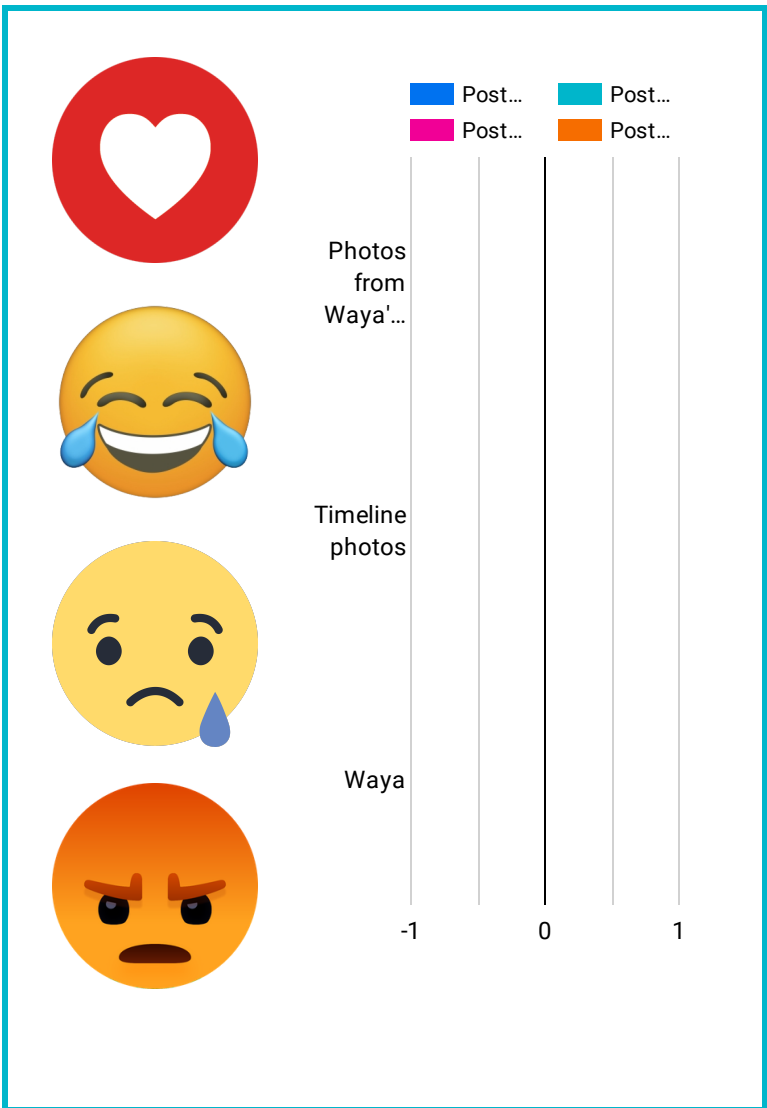 Post… Post…
Post… Post…
Photos
from
Waya'…
Timeline
photos
Waya
-1 0 1